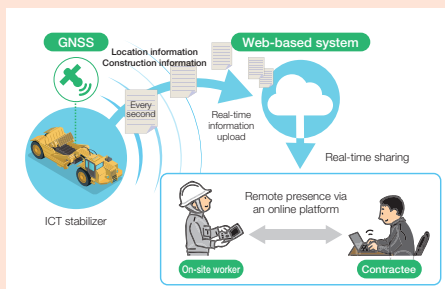 GNSS
Location information
Construction information
Web-based system
Every
second
Real-time
information
upload
Real-time sharing
ICT stabilizer
Remote presence via
an online platform
On-site worker
Contractee